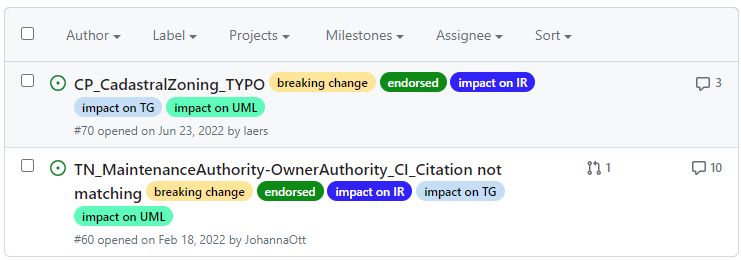 Author Label Projects Milestones Assignee Sort
CP_CadastralZoning_TYPO breaking change endorsed impact on IR 3
impact on TG impact on UML
#70 opened on Jun 23, 2022 by laers
TN_MaintenanceAuthority-OwnerAuthority_CI_Citation not 1 10
matching breaking change endorsed impact on IR impact on TG
impact on UML
#60 opened on Feb 18, 2022 by JohannaOtt